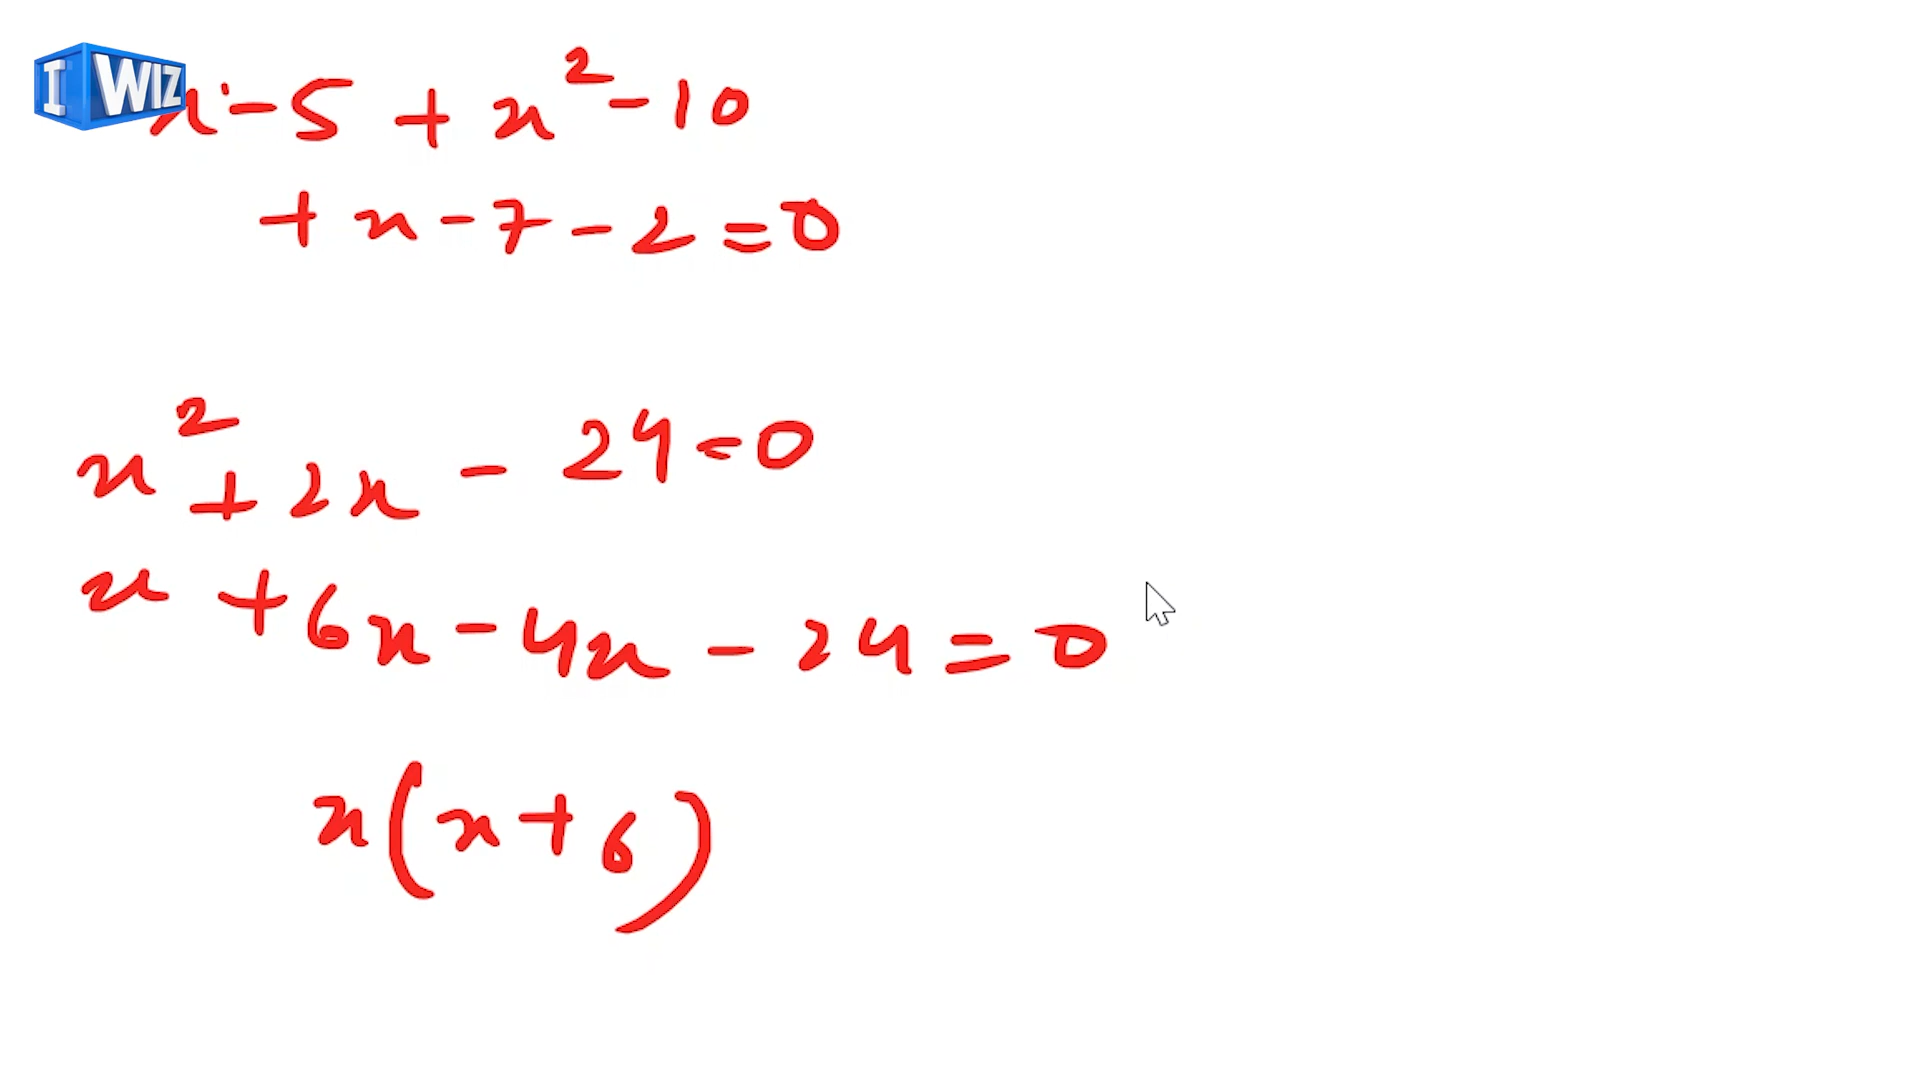 I WIZ
x - 5 + x² - 10
+ x - 7 - 2 = 0
x² + 2x - 24 = 0
x + 6x - 4x - 24 = 0
x(x + 6)